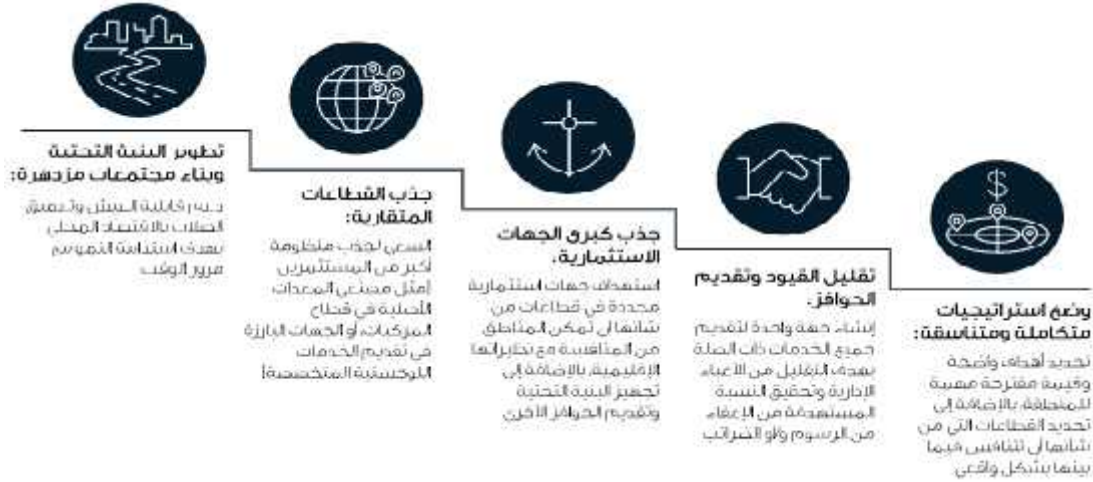 وضع استراتيجيات
متكاملة ومتناسقة:
تحديد أهداف واضحة
وقيمة مقترحة مهمة
للمنطقة، بالإضافة إلى
تحديد القطاعات التي من
شأنها أن تتنافس فيما
بينها بشكل واقعي
تقليل القيود وتقديم
الحوافز.
إنشاء جهة واحدة لتقديم
جميع الخدمات ذات الصلة
بهدف التقليل من الأعباء
الإدارية وتحقيق النسبة
المستهدفة من الإعفاء
من الرسوم و/أو الضرائب
جذب كبرى الجهات
الاستثمارية.
استهداف جهات استثمارية
محددة في قطاعات من
شأنها أن تمكن المناطق
من المنافسة مع نظيراتها
الإقليمية، بالإضافة إلى
تجهيز البنية التحتية
وتقديم الحوافز الأخرى
جذب القطاعات
المتقاربة:
السعي لجذب منظومة
أكبر من المستثمرين
(مثل مصنعي المعدات
الأصلية في قطاع
المركبات، أو الجهات البارزة
في تقديم الخدمات
اللوجستية المتخصصة)
تطوير البنية التحتية
وبناء مجتمعات مزدهرة:
دعم قابلية العيش وتعميق
الصلات بالاقتصاد المحلي
بهدف استدامة النمو مع
مرور الوقت